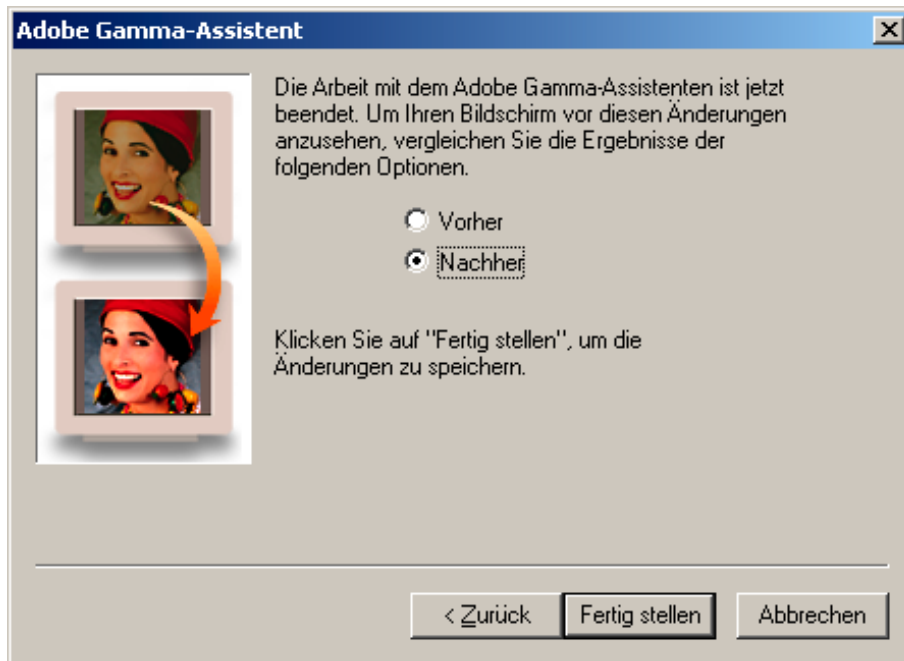 Adobe Gamma-Assistent
Die Arbeit mit dem Adobe Gamma-Assistenten ist jetzt
beendet. Um Ihren Bildschirm vor diesen Änderungen
anzusehen, vergleichen Sie die Ergebnisse der
folgenden Optionen.
Vorher
Nachher
Klicken Sie auf "Fertig stellen", um die
Änderungen zu speichern.
< Zurück
Fertig stellen
Abbrechen